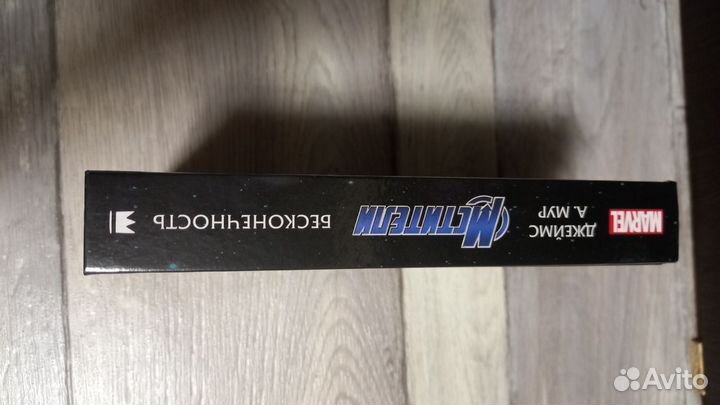 MARVEL
ДЖЕЙМС
А. МУР
МСТИТЕЛИ
БЕСКОНЕЧНОСТЬ
Avito